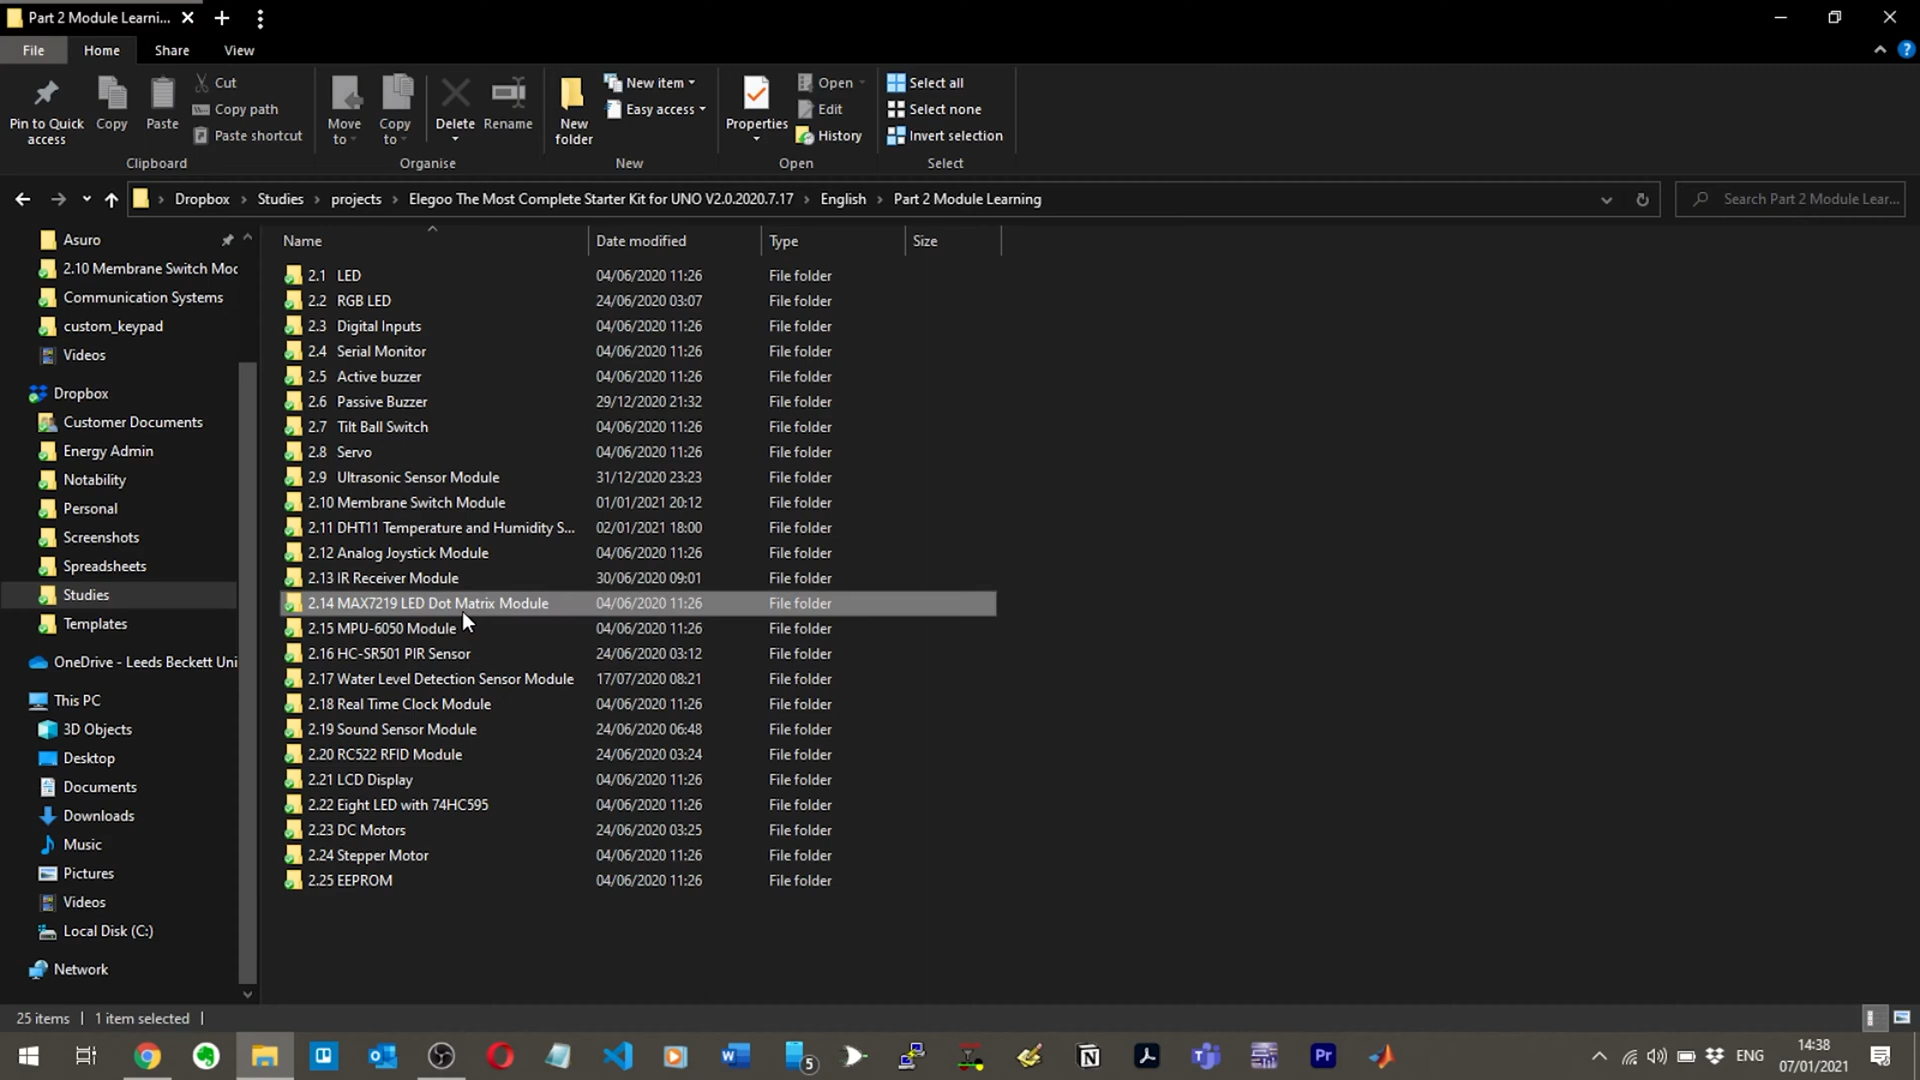 Part 2 Module Learni...
File Home Share View
Pin to Quick access
Copy
Paste
Cut
Copy path
Paste shortcut
Clipboard
Move to
Copy to
Delete
Rename
Organise
New folder
New item
Easy access
New
Properties
Open
Edit
History
Open
Select all
Select none
Invert selection
Select
Dropbox > Studies > projects > Elegoo The Most Complete Starter Kit for UNO V2.0.2020.7.17 > English > Part 2 Module Learning
Search Part 2 Module Lear...
Asuro
2.10 Membrane Switch Moc
Communication Systems
custom_keypad
Videos
Dropbox
Customer Documents
Energy Admin
Notability
Personal
Screenshots
Spreadsheets
Studies
Templates
OneDrive - Leeds Beckett Uni
This PC
3D Objects
Desktop
Documents
Downloads
Music
Pictures
Videos
Local Disk (C:)
Network
Name Date modified Type Size
2.1 LED 04/06/2020 11:26 File folder
2.2 RGB LED 24/06/2020 03:07 File folder
2.3 Digital Inputs 04/06/2020 11:26 File folder
2.4 Serial Monitor 04/06/2020 11:26 File folder
2.5 Active buzzer 04/06/2020 11:26 File folder
2.6 Passive Buzzer 29/12/2020 21:32 File folder
2.7 Tilt Ball Switch 04/06/2020 11:26 File folder
2.8 Servo 04/06/2020 11:26 File folder
2.9 Ultrasonic Sensor Module 31/12/2020 23:23 File folder
2.10 Membrane Switch Module 01/01/2021 20:12 File folder
2.11 DHT11 Temperature and Humidity S... 02/01/2021 18:00 File folder
2.12 Analog Joystick Module 04/06/2020 11:26 File folder
2.13 IR Receiver Module 30/06/2020 09:01 File folder
2.14 MAX7219 LED Dot Matrix Module 04/06/2020 11:26 File folder
2.15 MPU-6050 Module 04/06/2020 11:26 File folder
2.16 HC-SR501 PIR Sensor 24/06/2020 03:12 File folder
2.17 Water Level Detection Sensor Module 17/07/2020 08:21 File folder
2.18 Real Time Clock Module 04/06/2020 11:26 File folder
2.19 Sound Sensor Module 24/06/2020 06:48 File folder
2.20 RC522 RFID Module 24/06/2020 03:24 File folder
2.21 LCD Display 04/06/2020 11:26 File folder
2.22 Eight LED with 74HC595 04/06/2020 11:26 File folder
2.23 DC Motors 24/06/2020 03:25 File folder
2.24 Stepper Motor 04/06/2020 11:26 File folder
2.25 EEPROM 04/06/2020 11:26 File folder
25 items 1 item selected
5
Pr
ENG
14:38
07/01/2021